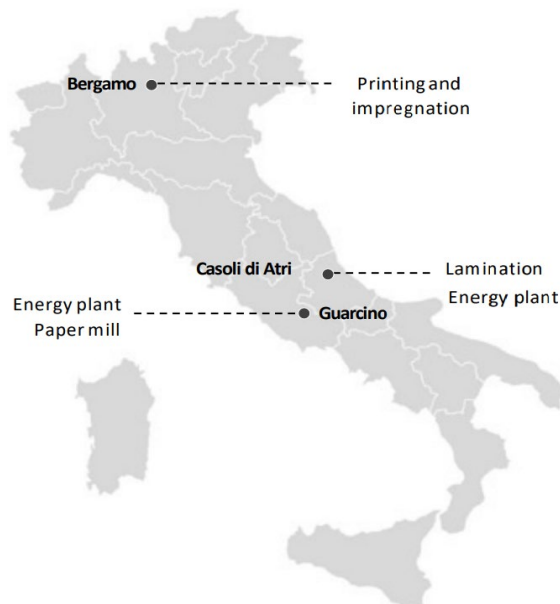 Bergamo
Printing and
impregnation
Casoli di Atri
Lamination
Energy plant
Energy plant
Paper mill
Guarcino